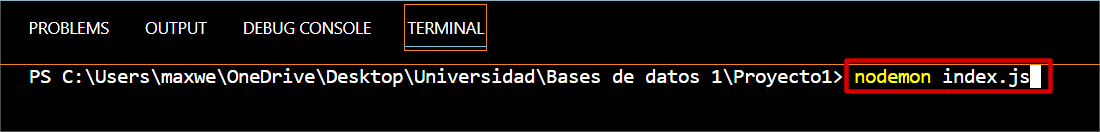 PROBLEMS OUTPUT DEBUG CONSOLE TERMINAL
PS C:\Users\maxwe\OneDrive\Desktop\Universidad\Bases de datos 1\Proyecto1> nodemon index.js